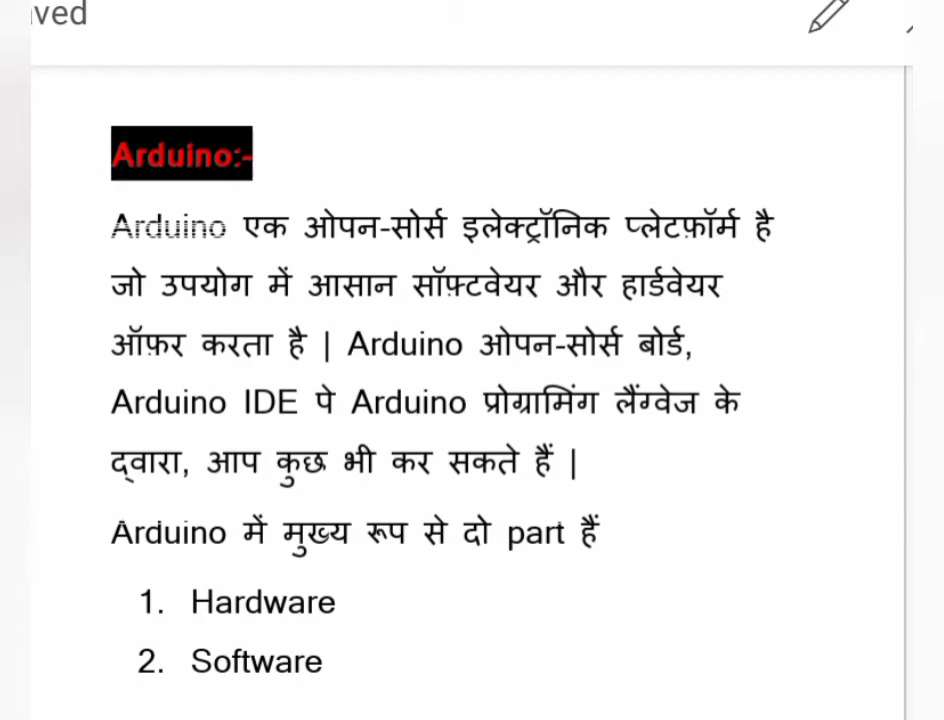 Arduino:-
Arduino एक ओपन-सोर्स इलेक्ट्रॉनिक प्लेटफ़ॉर्म है
जो उपयोग में आसान सॉफ़्टवेयर और हार्डवेयर
ऑफ़र करता है | Arduino ओपन-सोर्स बोर्ड,
Arduino IDE पे Arduino प्रोग्रामिंग लैंग्वेज के
द्वारा, आप कुछ भी कर सकते हैं |
Arduino में मुख्य रूप से दो part हैं
1. Hardware
2. Software